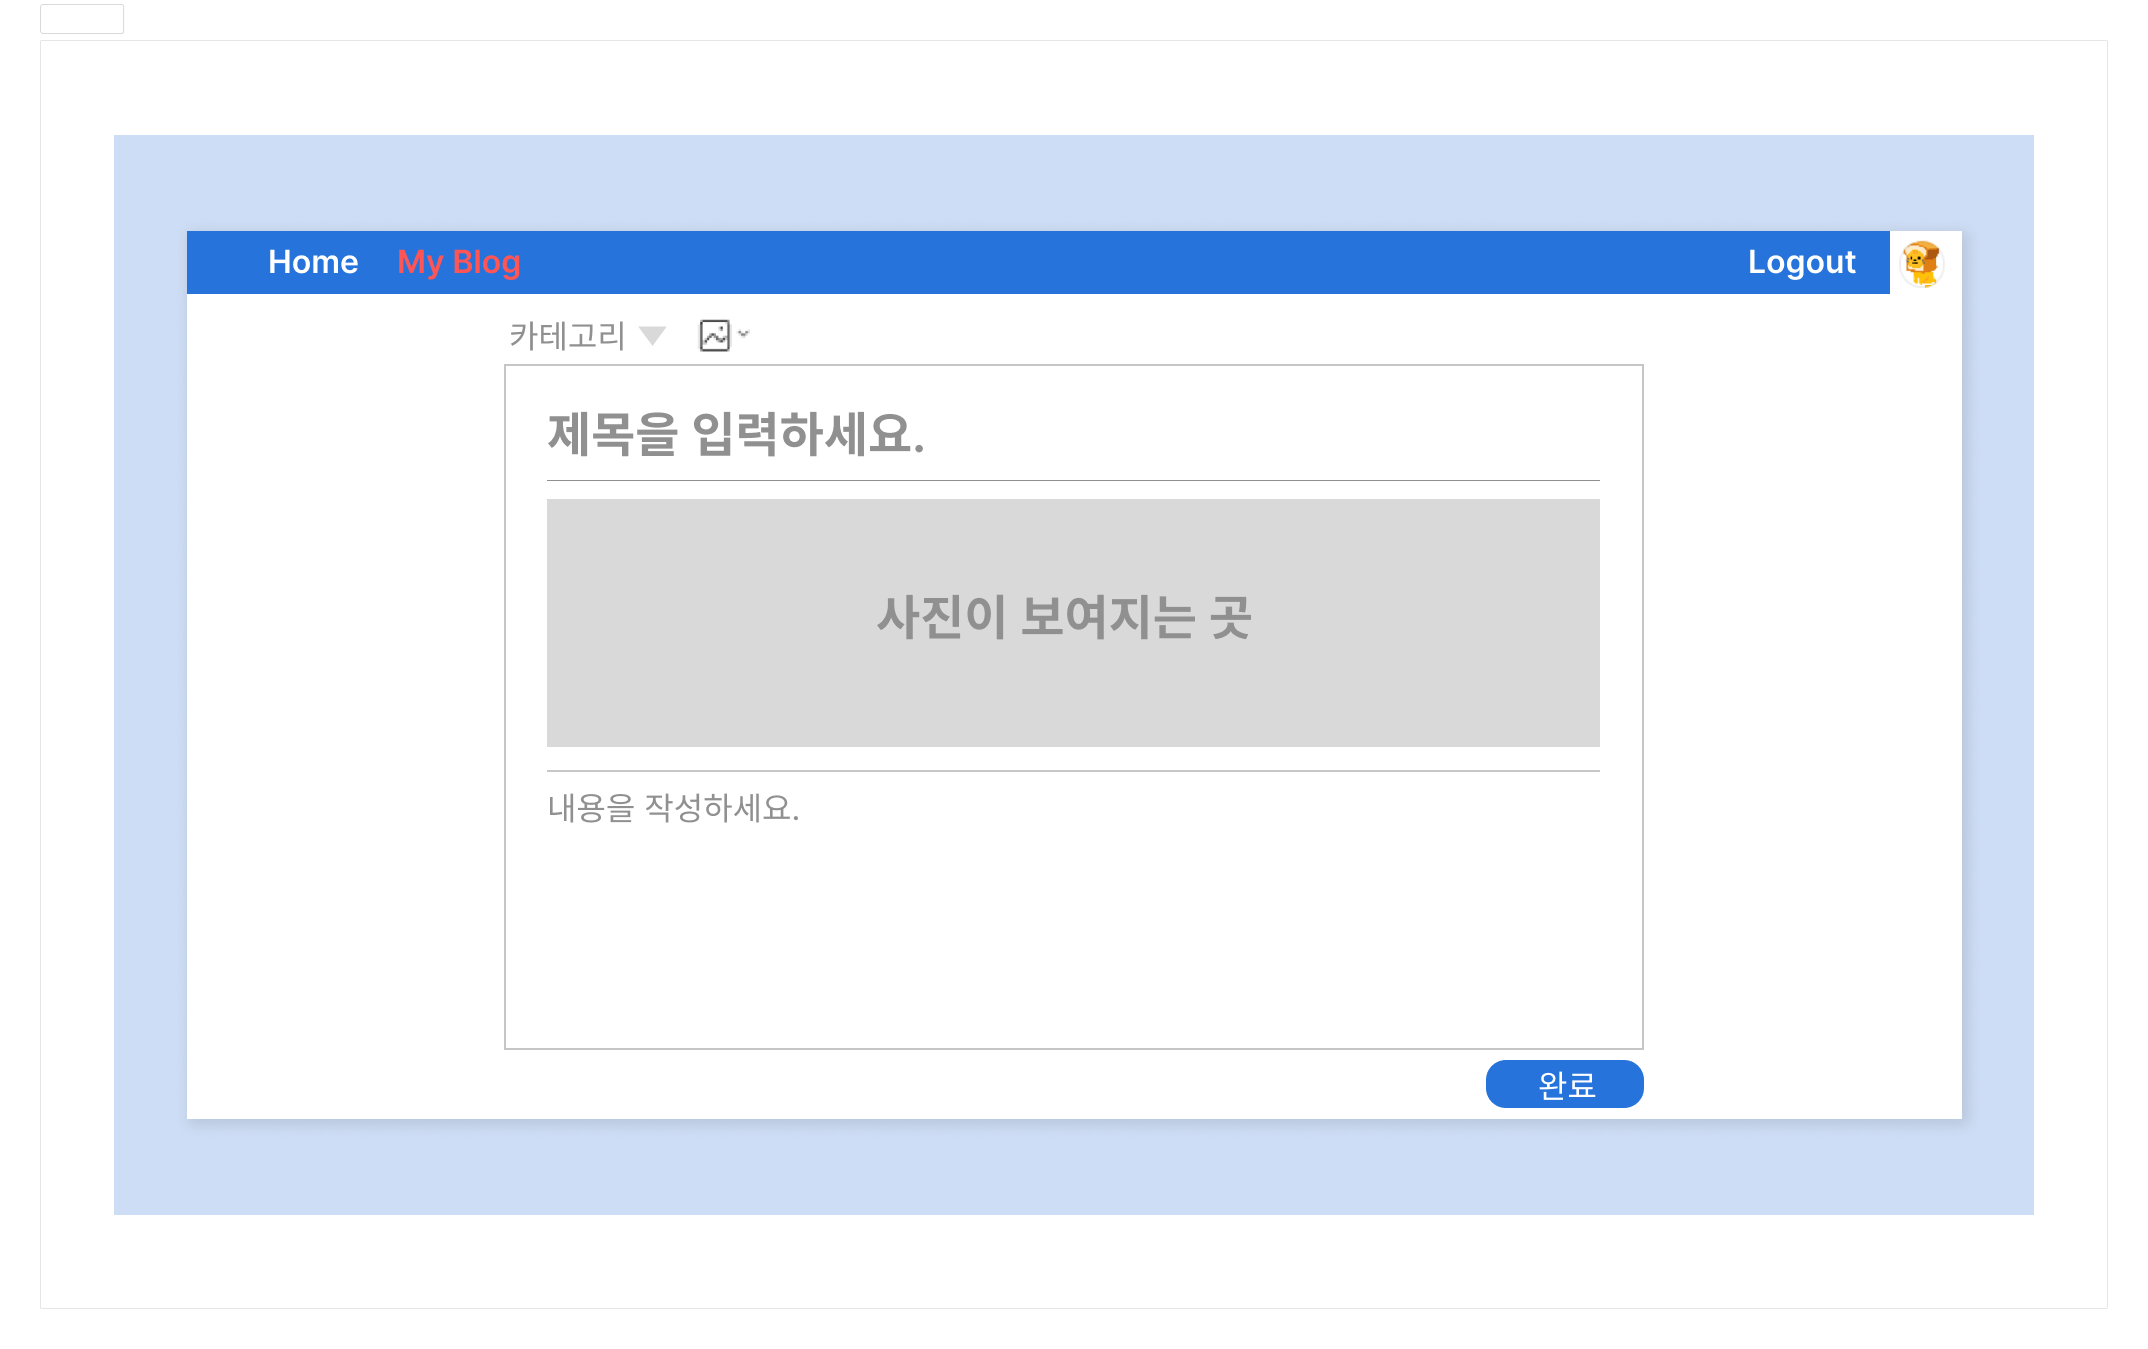 Home My Blog Logout
카테고리
제목을 입력하세요.
사진이 보여지는 곳
내용을 작성하세요.
완료